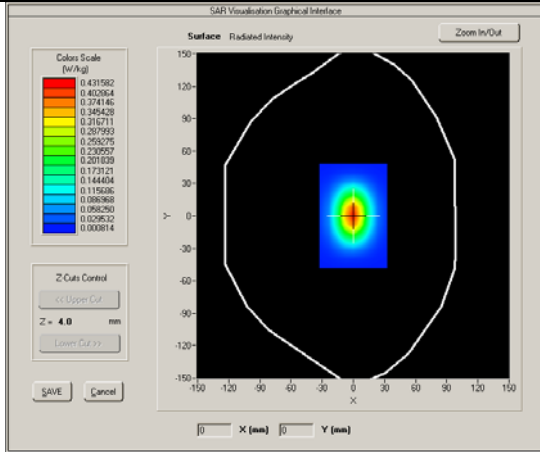 SAR Visualisation Graphical Interface
Surface Radiated Intensity
Zoom In/Out
Colors Scale
(W/kg)
0.431582
0.402864
0.374146
0.345428
0.316711
0.287993
0.259275
0.230557
0.201839
0.173121
0.144404
0.115686
0.086968
0.058250
0.029532
0.000814
Z-Cuts Control
<< Upper Cut
Z = 4.0 mm
Lower Cut >>
SAVE Cancel
150
120
90
60
30
0
-30
-60
-90
-120
-150
Y
-150 -120 -90 -60 -30 0 30 60 90 120 150
X
0 X (mm) 0 Y (mm)